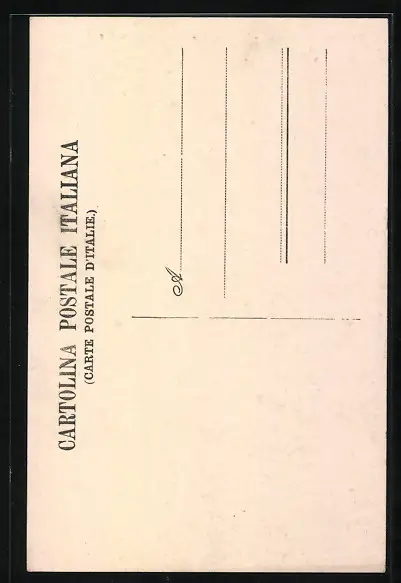 CARTOLINA POSTALE ITALIANA
(CARTE POSTALE D'ITALIE.)
A